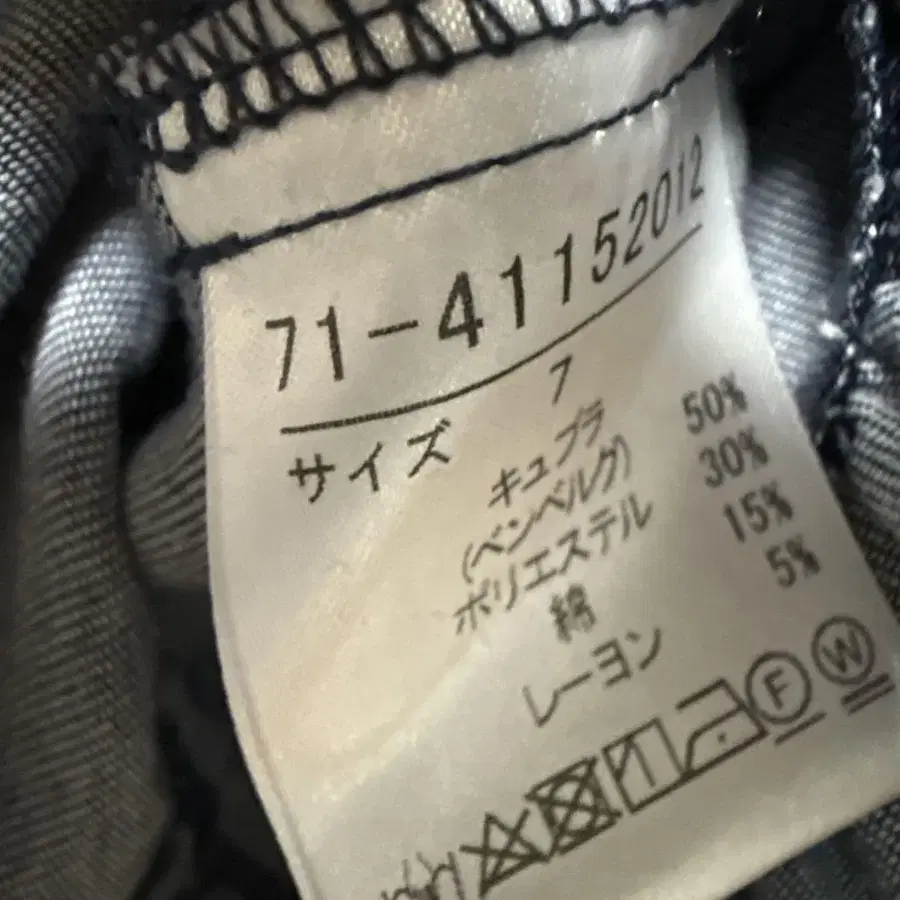 71-41152012
サイズ 7
キュプラ 50%
(ベンベルグ)
ポリエステル 30%
綿 15%
レーヨン 5%
F W